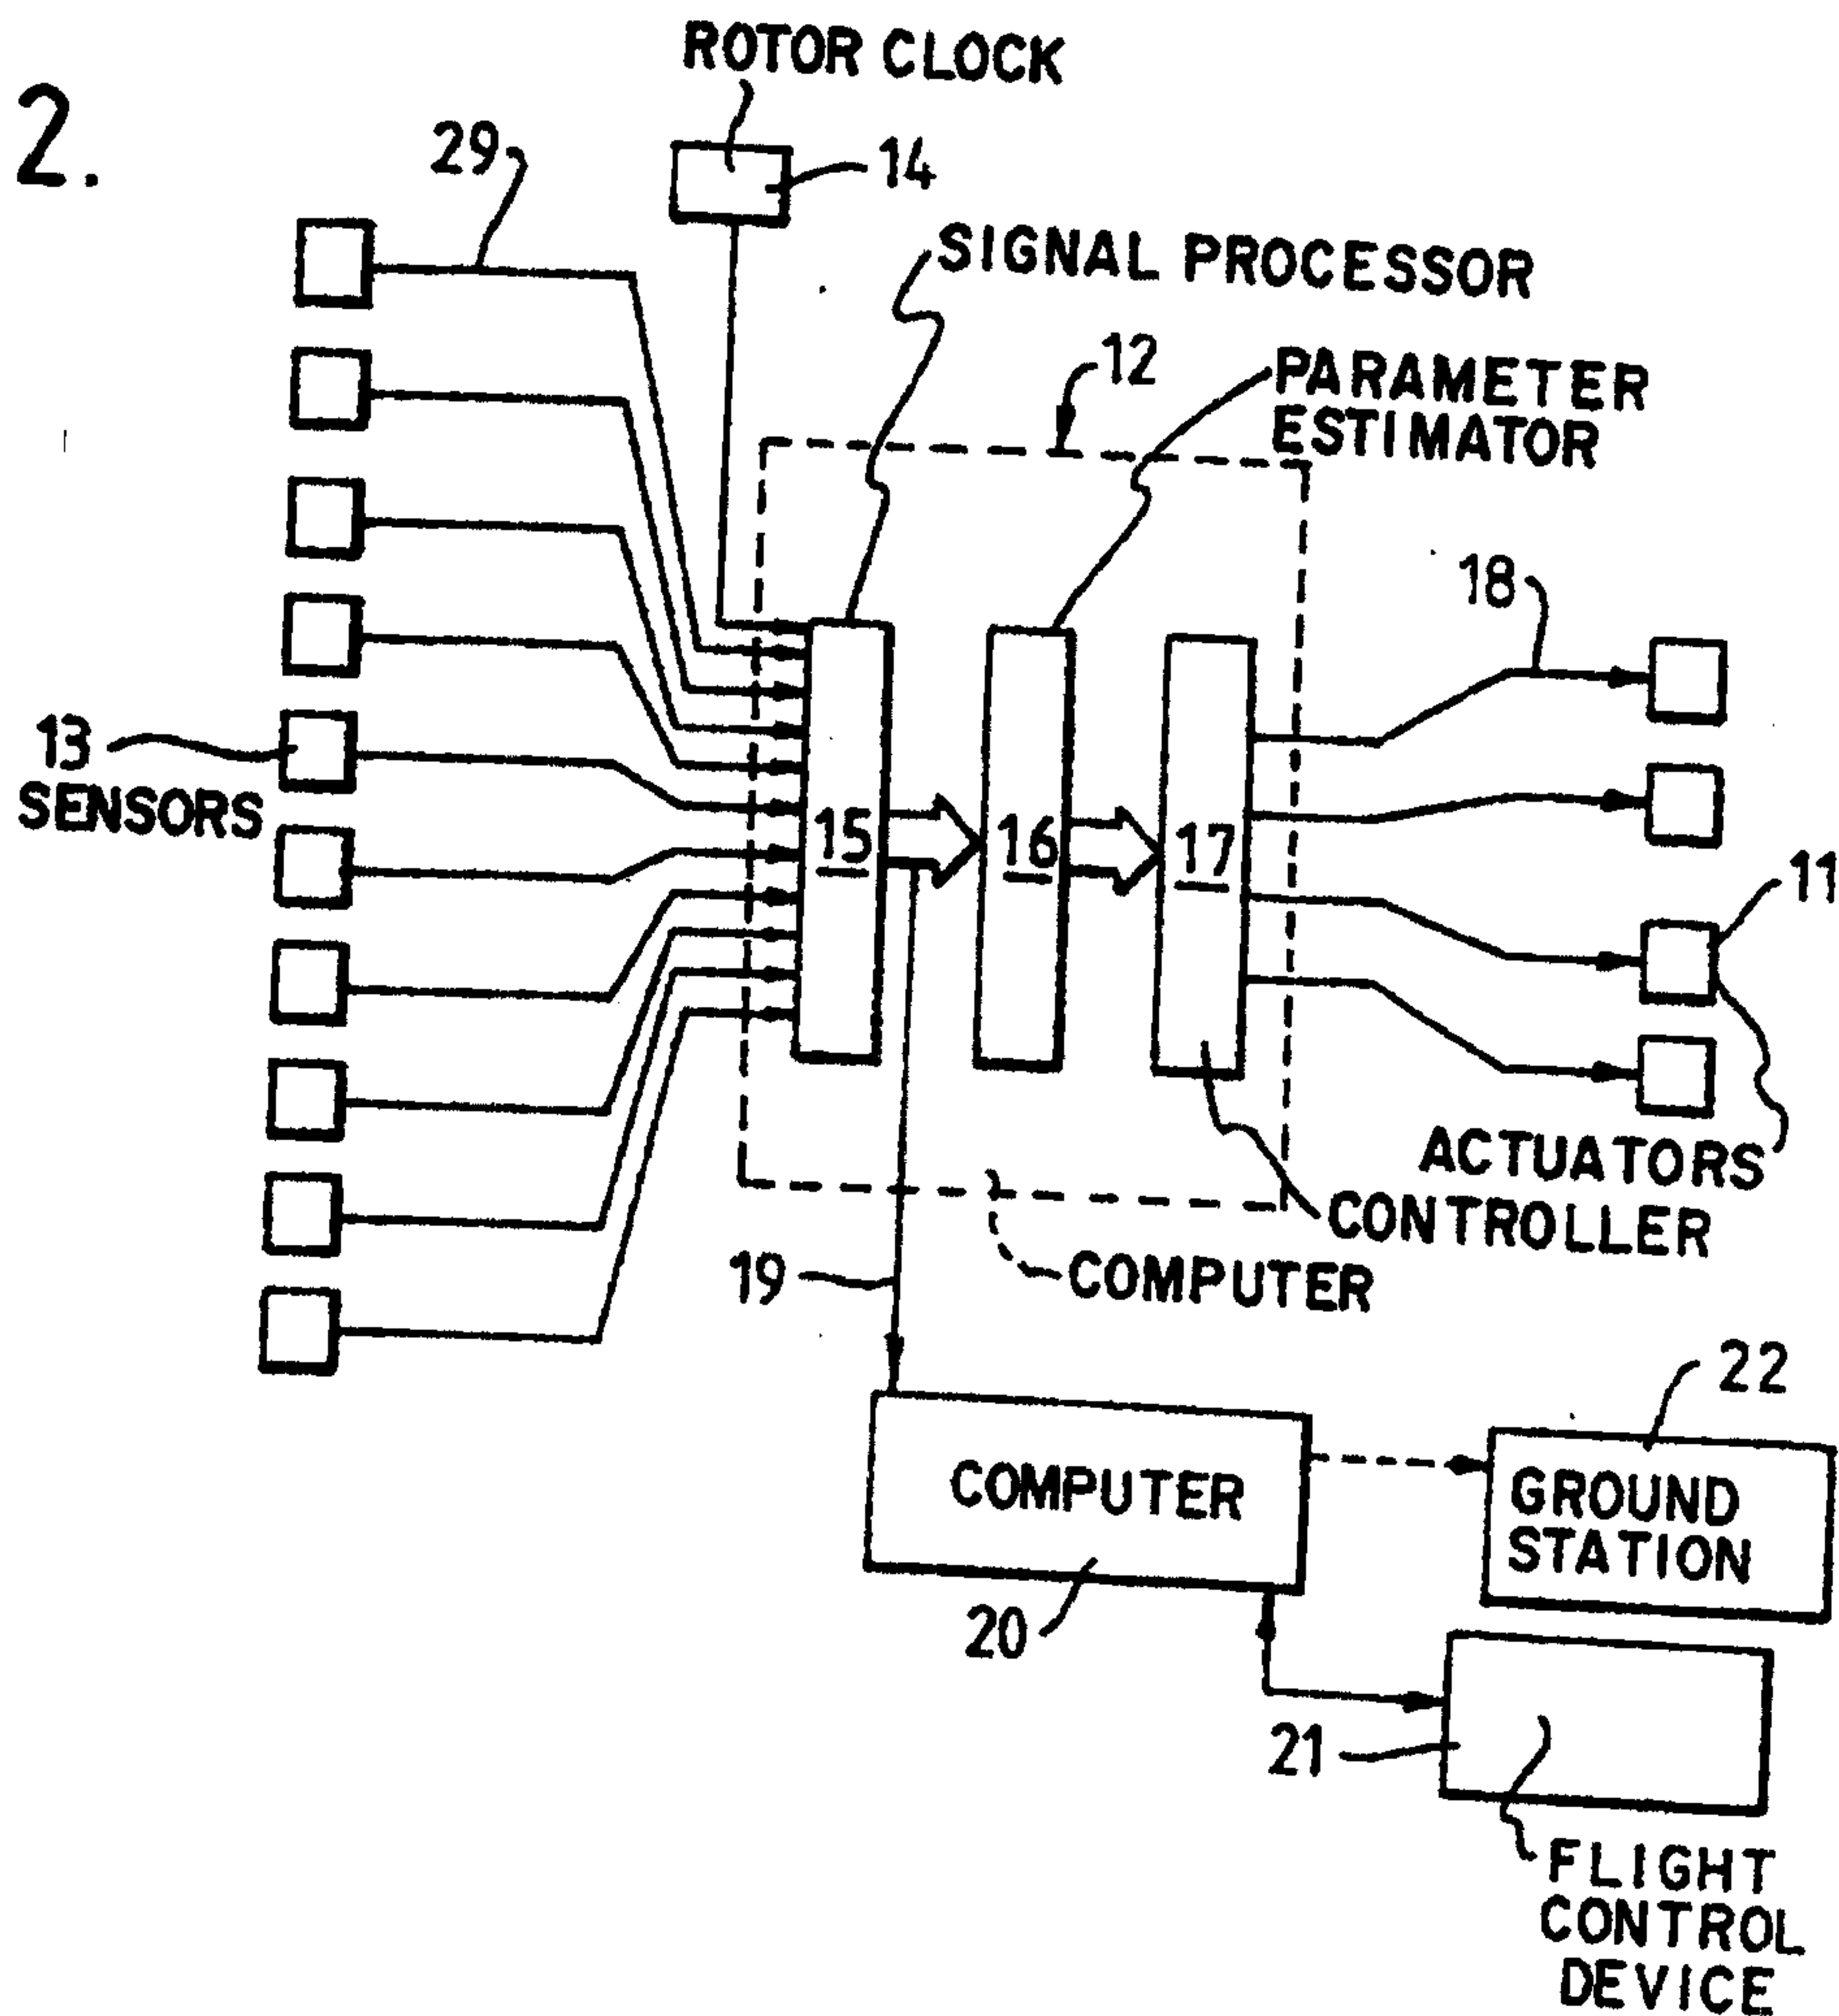 2.
ROTOR CLOCK
29
14
SIGNAL PROCESSOR
12
PARAMETER
ESTIMATOR
18
13
SENSORS
15
16
17
11
ACTUATORS
CONTROLLER
19
COMPUTER
22
COMPUTER
GROUND
STATION
20
21
FLIGHT
CONTROL
DEVICE